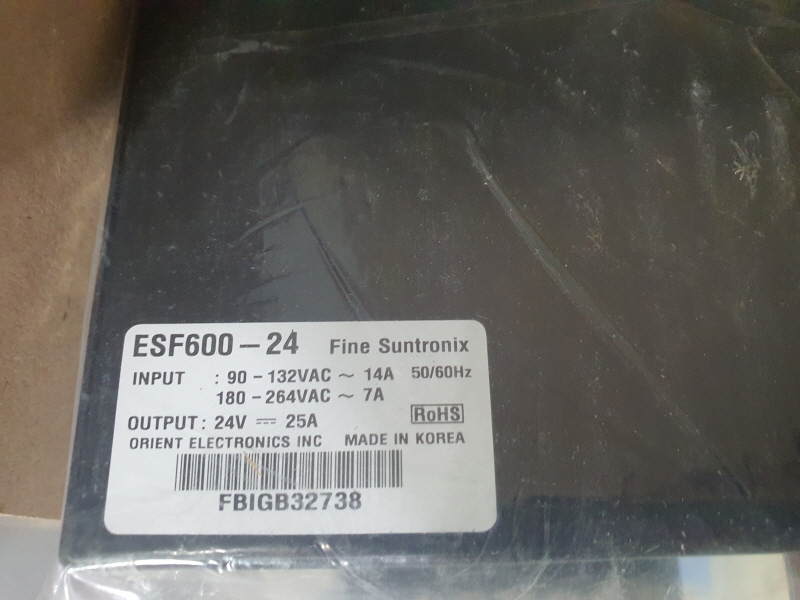 ESF600-24 Fine Suntronix
INPUT : 90-132VAC ~ 14A 50/60Hz
180-264VAC ~ 7A
OUTPUT: 24V ⎓ 25A RoHS
ORIENT ELECTRONICS INC MADE IN KOREA
FBIGB32738